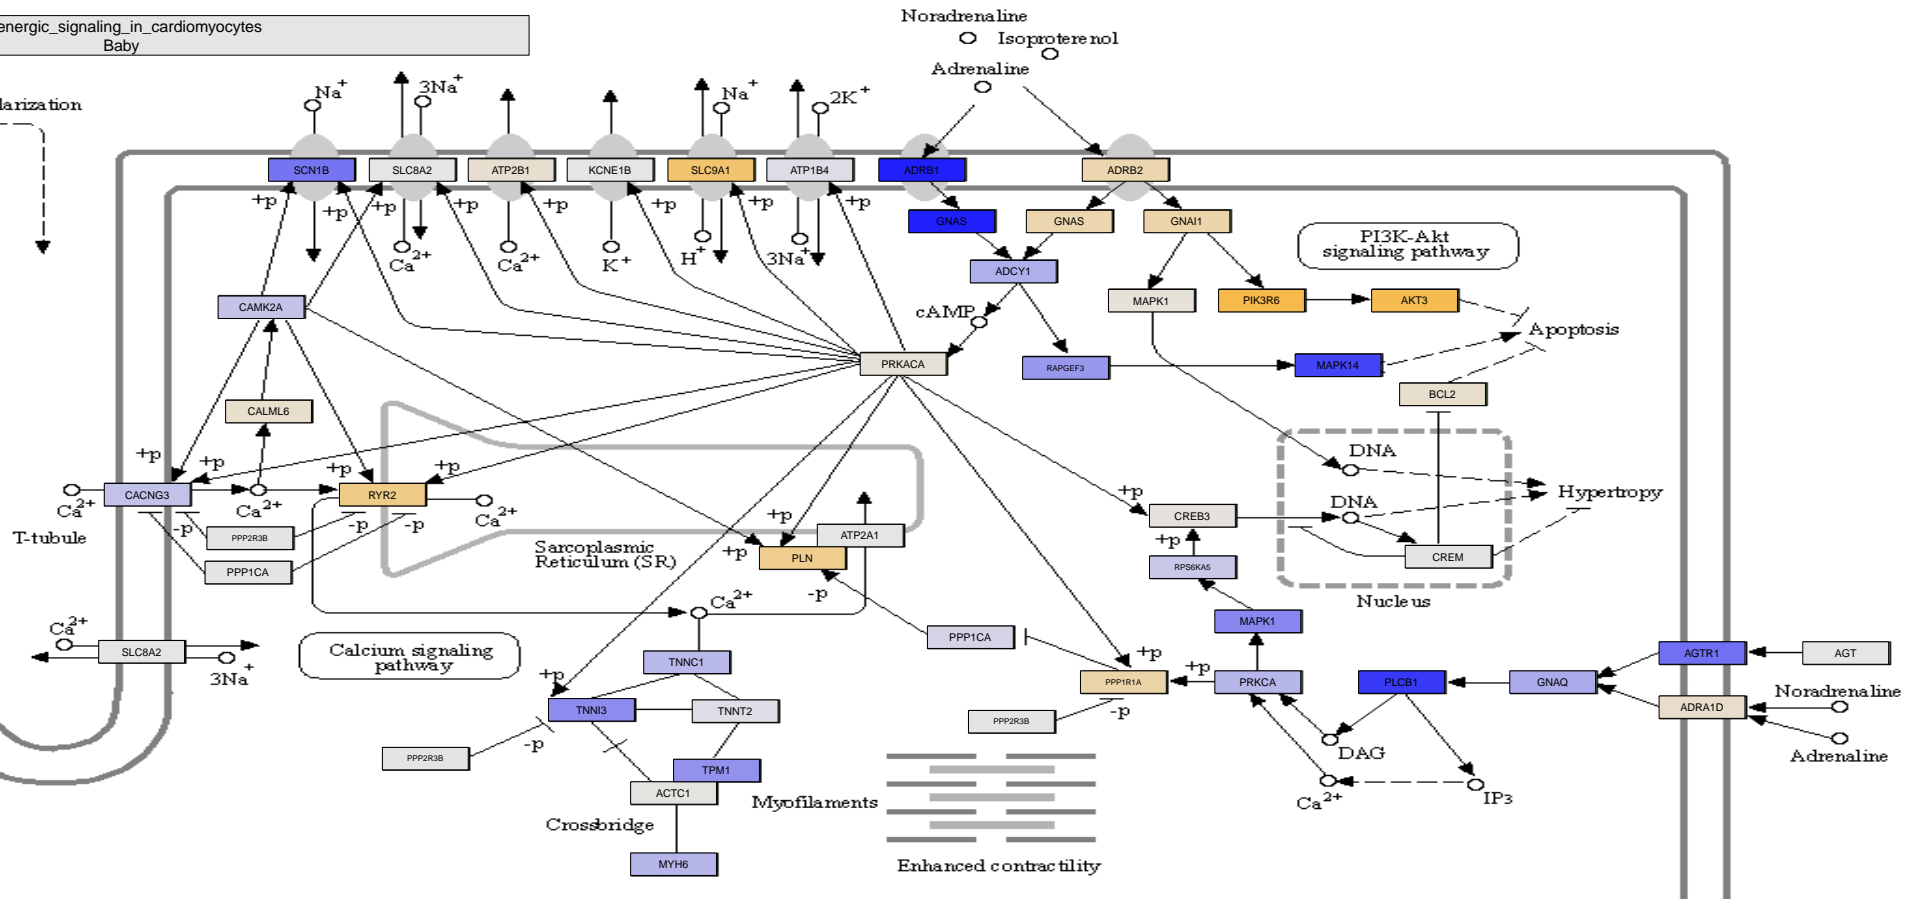 energic_signaling_in_cardiomyocytes
Baby
larization
Noradrenaline
Isoproterenol
Adrenaline
Na+
3Na+
Na+
2K+
SCN1B
SLC8A2
ATP2B1
KCNE1B
SLC9A1
ATP1B4
ADRB1
ADRB2
+p
+p
+p
+p
+p
+p
+p
+p
GNAS
GNAS
GNAI1
Ca2+
Ca2+
K+
H+
3Na+
PI3K-Akt
signaling pathway
ADCY1
CAMK2A
MAPK1
PIK3R6
AKT3
cAMP
Apoptosis
PRKACA
RAPGEF3
MAPK14
BCL2
CALML6
DNA
+p
+p
+p
+p
CACNG3
Ca2+
Ca2+
RYR2
Ca2+
+p
DNA
Hypertropy
T-tubule
-p
-p
-p
PPP2R3B
PPP1CA
+p
CREB3
+p
CREM
Sarcoplasmic
Reticulum (SR)
+p
PLN
ATP2A1
RPS6KA5
-p
Nucleus
Ca2+
Ca2+
SLC8A2
3Na+
Calcium signaling
pathway
TNNC1
PPP1CA
MAPK1
+p
+p
+p
PPP1R1A
PRKCA
PLCB1
GNAQ
AGTR1
AGT
TNNI3
TNNT2
PPP2R3B
-p
ADRA1D
Noradrenaline
Adrenaline
-p
PPP2R3B
DAG
TPM1
ACTC1
Myofilaments
Ca2+
IP3
Crossbridge
MYH6
Enhanced contractility